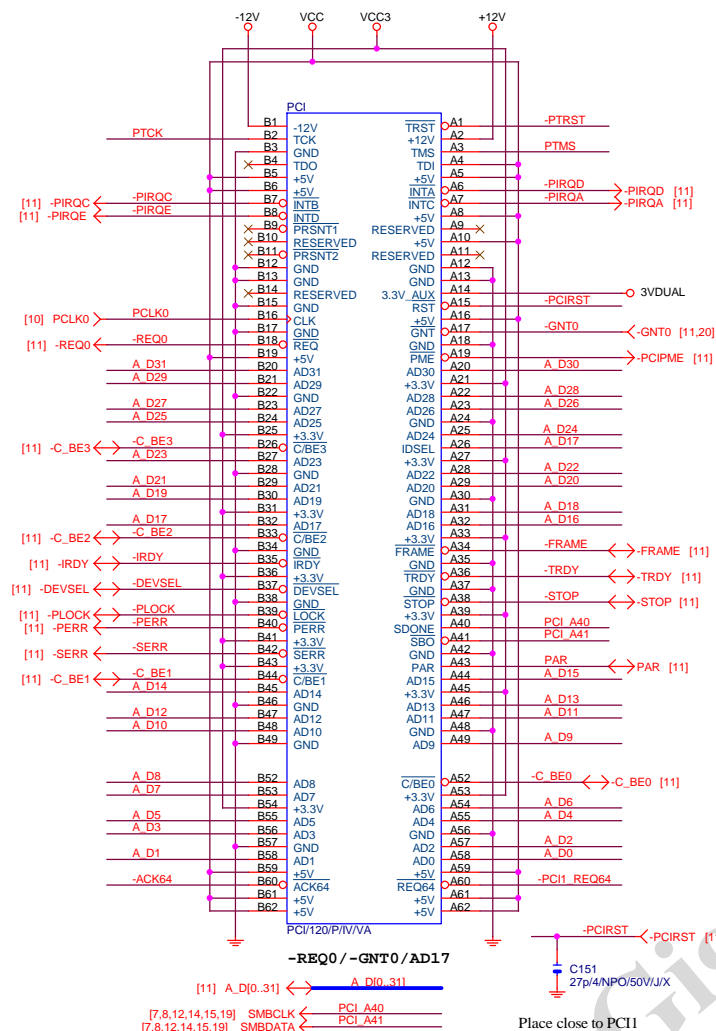 -12V VCC VCC3 +12V
PCI
B1 -12V TRST A1 -PTRST
PTCK B2 TCK +12V A2
B3 GND TMS A3 PTMS
B4 TDO TDI A4
B5 +5V +5V A5
B6 +5V INTA A6 -PIRQD -PIRQD [11]
[11] -PIRQC -PIRQC B7 INTB INTC A7 -PIRQA -PIRQA [11]
[11] -PIRQE -PIRQE B8 INTD +5V A8
B9 PRSNT1 RESERVED A9
B10 RESERVED +5V A10
B11 PRSNT2 RESERVED A11
B12 GND GND A12
B13 GND GND A13
B14 RESERVED 3.3V_AUX A14 3VDUAL
B15 GND RST A15 -PCIRST
[10] PCLK0 PCLK0 B16 CLK +5V A16
B17 GND GNT A17 -GNT0 -GNT0 [11,20]
[11] -REQ0 -REQ0 B18 REQ GND A18
B19 +5V PME A19 -PCIPME [11]
A_D31 B20 AD31 AD30 A20 A_D30
A_D29 B21 AD29 +3.3V A21
B22 GND AD28 A22 A_D28
A_D27 B23 AD27 AD26 A23 A_D26
A_D25 B24 AD25 GND A24
B25 +3.3V AD24 A25 A_D24
[11] -C_BE3 -C_BE3 B26 C/BE3 IDSEL A26 A_D17
A_D23 B27 AD23 +3.3V A27
B28 GND AD22 A28 A_D22
A_D21 B29 AD21 AD20 A29 A_D20
A_D19 B30 AD19 GND A30
B31 +3.3V AD18 A31 A_D18
A_D17 B32 AD17 AD16 A32 A_D16
[11] -C_BE2 -C_BE2 B33 C/BE2 +3.3V A33
B34 GND FRAME A34 -FRAME -FRAME [11]
[11] -IRDY -IRDY B35 IRDY GND A35
B36 +3.3V TRDY A36 -TRDY -TRDY [11]
[11] -DEVSEL -DEVSEL B37 DEVSEL GND A37
B38 GND STOP A38 -STOP -STOP [11]
[11] -PLOCK -PLOCK B39 LOCK +3.3V A39
[11] -PERR -PERR B40 PERR SDONE A40 PCI_A40
B41 +3.3V SBO A41 PCI_A41
[11] -SERR -SERR B42 SERR GND A42
B43 +3.3V PAR A43 PAR PAR [11]
[11] -C_BE1 -C_BE1 B44 C/BE1 AD15 A44 A_D15
A_D14 B45 AD14 +3.3V A45
B46 GND AD13 A46 A_D13
A_D12 B47 AD12 AD11 A47 A_D11
A_D10 B48 AD10 GND A48
B49 GND AD9 A49 A_D9
A_D8 B52 AD8 C/BE0 A52 -C_BE0 -C_BE0 [11]
A_D7 B53 AD7 +3.3V A53
B54 +3.3V AD6 A54 A_D6
A_D5 B55 AD5 AD4 A55 A_D4
A_D3 B56 AD3 GND A56
B57 GND AD2 A57 A_D2
A_D1 B58 AD1 AD0 A58 A_D0
B59 +5V +5V A59
-ACK64 B60 ACK64 REQ64 A60 -PCI1_REQ64
B61 +5V +5V A61
B62 +5V +5V A62
PCI/120/P/IV/VA
-REQ0/-GNT0/AD17
[11] A_D[0..31] A_D[0..31]
[7,8,12,14,15,19] SMBCLK PCI_A40
[7,8,12,14,15,19] SMBDATA PCI_A41
-PCIRST -PCIRST
C151
27p/4/NPO/50V/J/X
Place close to PCI1